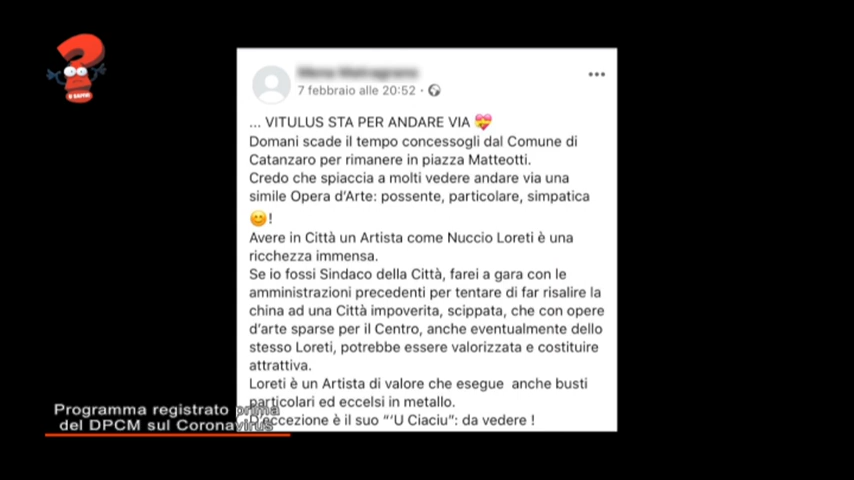 7 febbraio alle 20:52 ·
... VITULUS STA PER ANDARE VIA 💝
Domani scade il tempo concessogli dal Comune di
Catanzaro per rimanere in piazza Matteotti.
Credo che spiaccia a molti vedere andare via una
simile Opera d'Arte: possente, particolare, simpatica
😊!
Avere in Città un Artista come Nuccio Loreti è una
ricchezza immensa.
Se io fossi Sindaco della Città, farei a gara con le
amministrazioni precedenti per tentare di far risalire la
china ad una Città impoverita, scippata, che con opere
d'arte sparse per il Centro, anche eventualmente dello
stesso Loreti, potrebbe essere valorizzata e costituire
attrattiva.
Loreti è un Artista di valore che esegue anche busti
particolari ed eccelsi in metallo.
D'eccezione è il suo "'U Ciaciu": da vedere !
Programma registrato prima
del DPCM sul Coronavirus